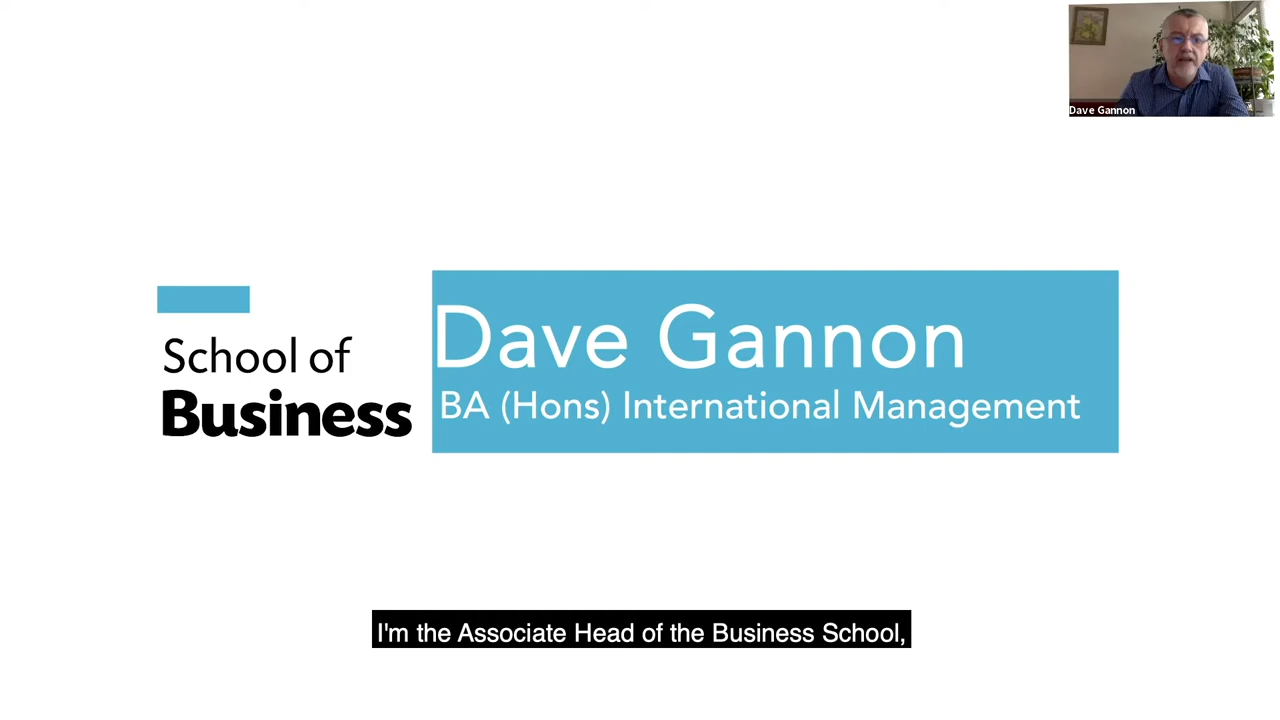 Dave Gannon
School of
Business
Dave Gannon
BA (Hons) International Management
I'm the Associate Head of the Business School,